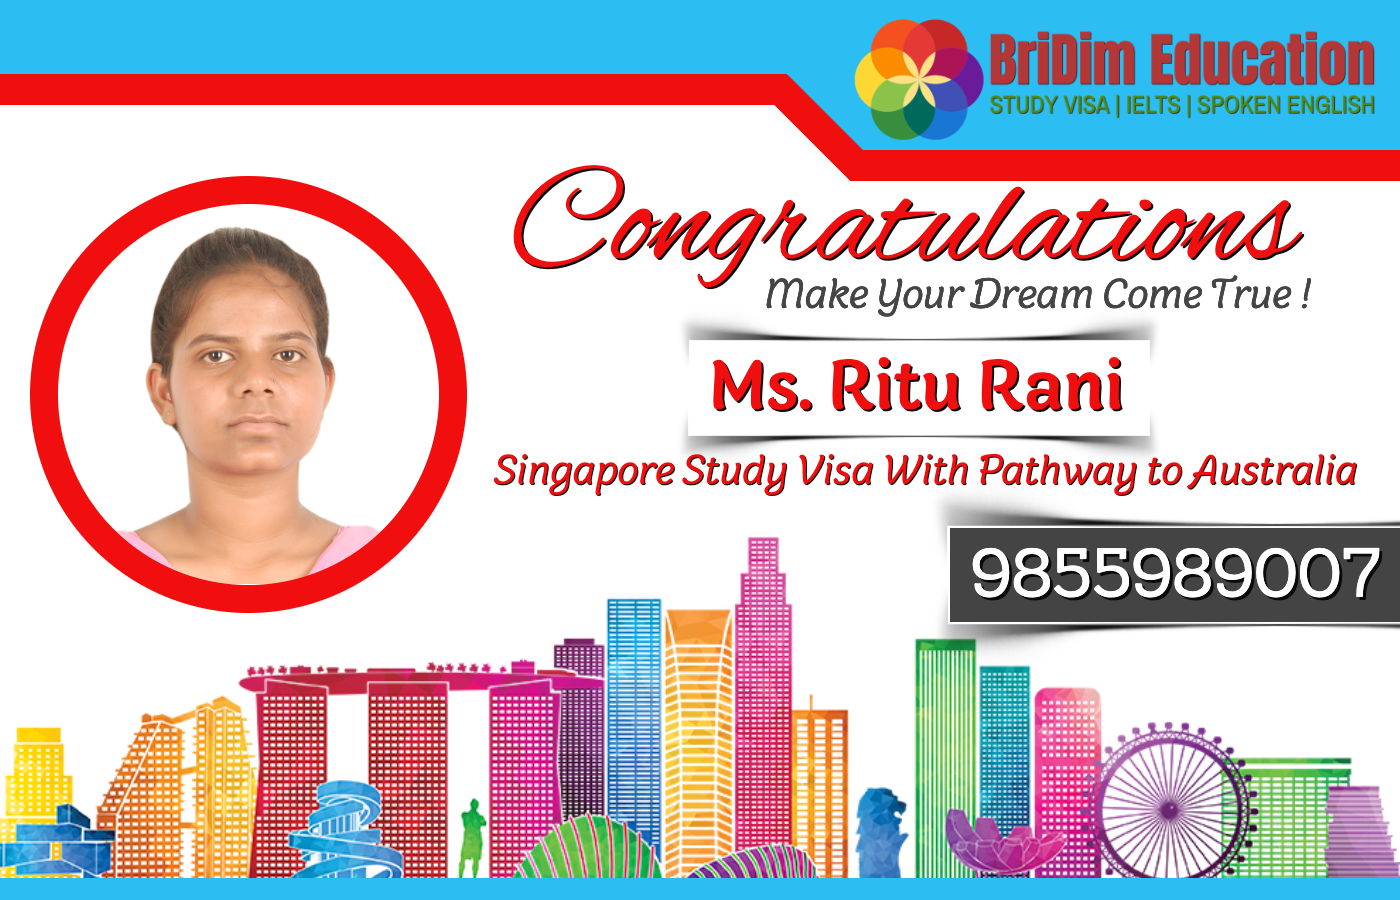 BriDim Education
STUDY VISA | IELTS | SPOKEN ENGLISH
Congratulations
Make Your Dream Come True !
Ms. Ritu Rani
Singapore Study Visa With Pathway to Australia
9855989007